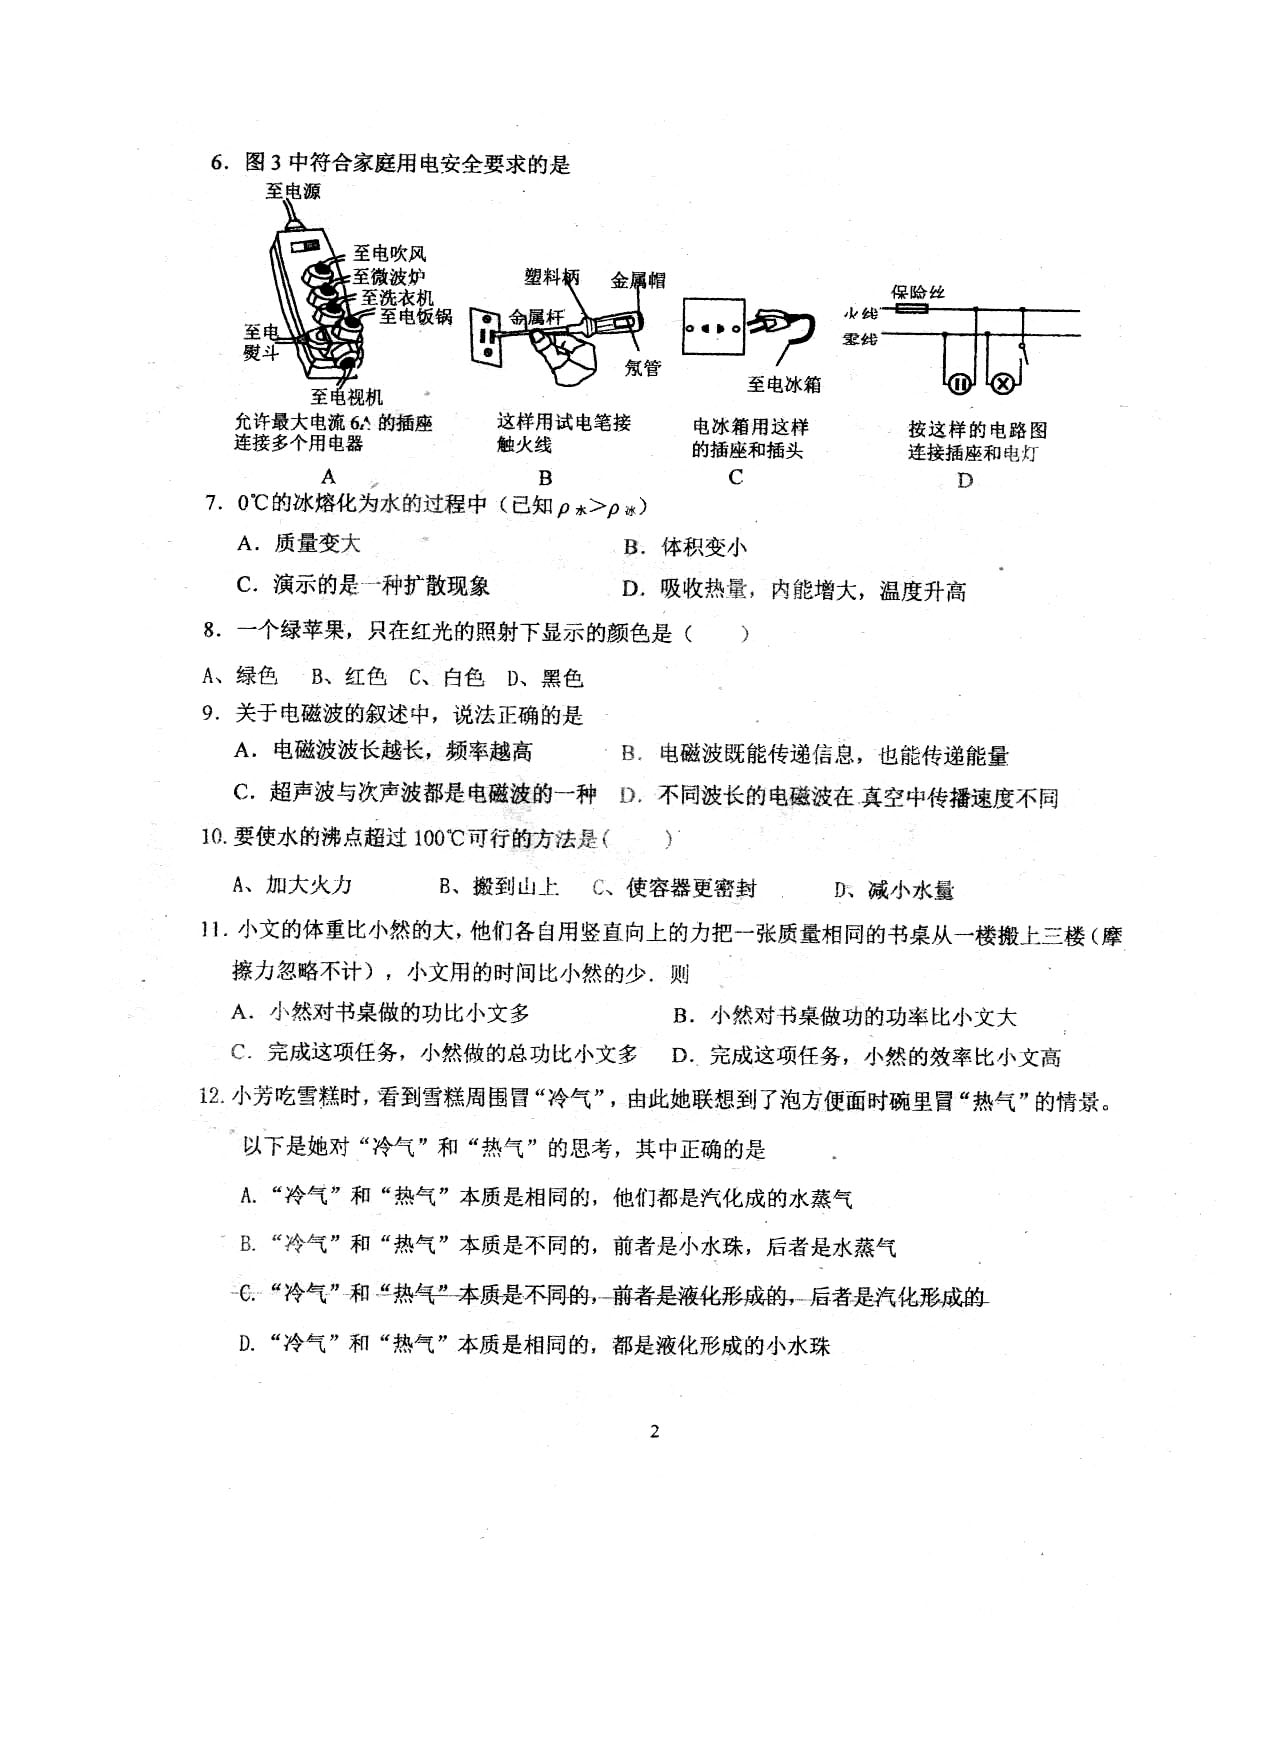 6. 图3中符合家庭用电安全要求的是
至电源
至电吹风
至微波炉
至洗衣机
至电饭锅
至电
熨斗
至电视机
允许最大电流6A的插座
连接多个用电器
A
塑料柄
金属帽
金属杆
氖管
这样用试电笔接
触火线
B
至电冰箱
电冰箱用这样
的插座和插头
C
保险丝
火线
零线
按这样的电路图
连接插座和电灯
D
7. 0℃的冰熔化为水的过程中（已知ρ水>ρ冰）
A. 质量变大 B. 体积变小
C. 演示的是一种扩散现象 D. 吸收热量，内能增大，温度升高
8. 一个绿苹果，只在红光的照射下显示的颜色是（ ）
A、绿色 B、红色 C、白色 D、黑色
9. 关于电磁波的叙述中，说法正确的是
A. 电磁波波长越长，频率越高 B. 电磁波既能传递信息，也能传递能量
C. 超声波与次声波都是电磁波的一种 D. 不同波长的电磁波在真空中传播速度不同
10. 要使水的沸点超过100℃可行的方法是( )
A、加大火力 B、搬到山上 C、使容器更密封 D、减小水量
11. 小文的体重比小然的大，他们各自用竖直向上的力把一张质量相同的书桌从一楼搬上三楼（摩
擦力忽略不计），小文用的时间比小然的少．则
A. 小然对书桌做的功比小文多 B. 小然对书桌做功的功率比小文大
C. 完成这项任务，小然做的总功比小文多 D. 完成这项任务，小然的效率比小文高
12. 小芳吃雪糕时，看到雪糕周围冒“冷气”，由此她联想到了泡方便面时碗里冒“热气”的情景。
以下是她对“冷气”和“热气”的思考，其中正确的是
A. “冷气”和“热气”本质是相同的，他们都是汽化成的水蒸气
B. “冷气”和“热气”本质是不同的，前者是小水珠，后者是水蒸气
C. “冷气”和“热气”本质是不同的，前者是液化形成的，后者是汽化形成的
D. “冷气”和“热气”本质是相同的，都是液化形成的小水珠
2